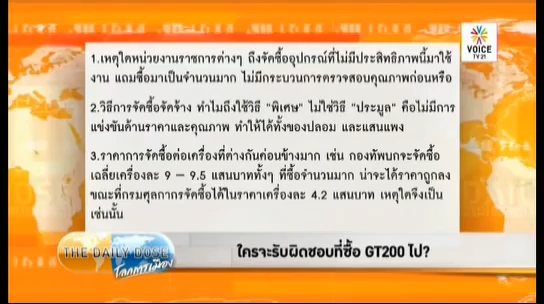 VOICE
TV 21
1.เหตุใดหน่วยงานราชการต่างๆ ถึงจัดซื้ออุปกรณ์ที่ไม่มีประสิทธิภาพนี้มาใช้
งาน แถมซื้อมาเป็นจำนวนมาก ไม่มีกระบวนการตรวจสอบคุณภาพก่อนหรือ
2.วิธีการจัดซื้อจัดจ้าง ทำไมถึงใช้วิธี "พิเศษ" ไม่ใช้วิธี "ประมูล" คือไม่มีการ
แข่งขันด้านราคาและคุณภาพ ทำให้ได้ทั้งของปลอม และแสนแพง
3.ราคาการจัดซื้อต่อเครื่องที่ต่างกันค่อนข้างมาก เช่น กองทัพบกจะจัดซื้อ
เฉลี่ยเครื่องละ 9 – 9.5 แสนบาททั้งๆ ที่ซื้อจำนวนมาก น่าจะได้ราคาถูกลง
ขณะที่กรมศุลกากรจัดซื้อได้ในราคาเครื่องละ 4.2 แสนบาท เหตุใดจึงเป็น
เช่นนั้น
THE DAILY DOSE
โลกการเมือง
ใครจะรับผิดชอบที่ซื้อ GT200 ไป?